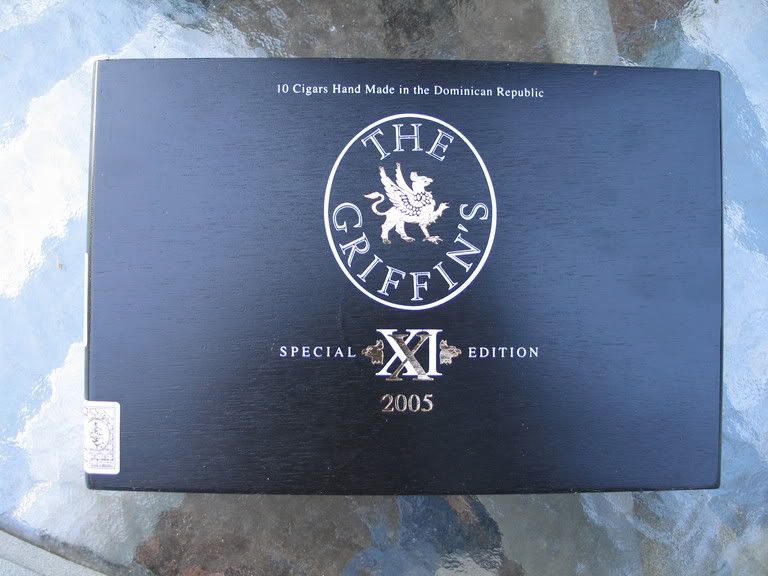 10 Cigars Hand Made in the Dominican Republic
THE
GRIFFIN'S
SPECIAL XI EDITION
2005